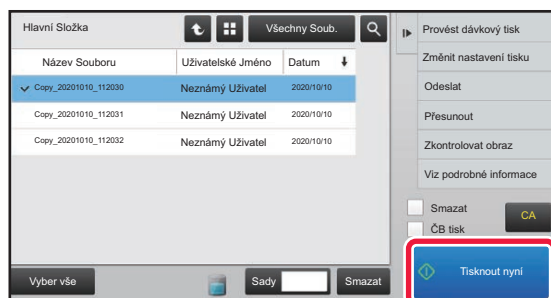 Hlavní Složka
Všechny Soub.
Název Souboru Uživatelské Jméno Datum
Copy_20201010_112030 Neznámý Uživatel 2020/10/10
Copy_20201010_112031 Neznámý Uživatel 2020/10/10
Copy_20201010_112032 Neznámý Uživatel 2020/10/10
Vyber vše
Sady
Smazat
Provést dávkový tisk
Změnit nastavení tisku
Odeslat
Přesunout
Zkontrolovat obraz
Viz podrobné informace
Smazat
ČB tisk
CA
Tisknout nyní